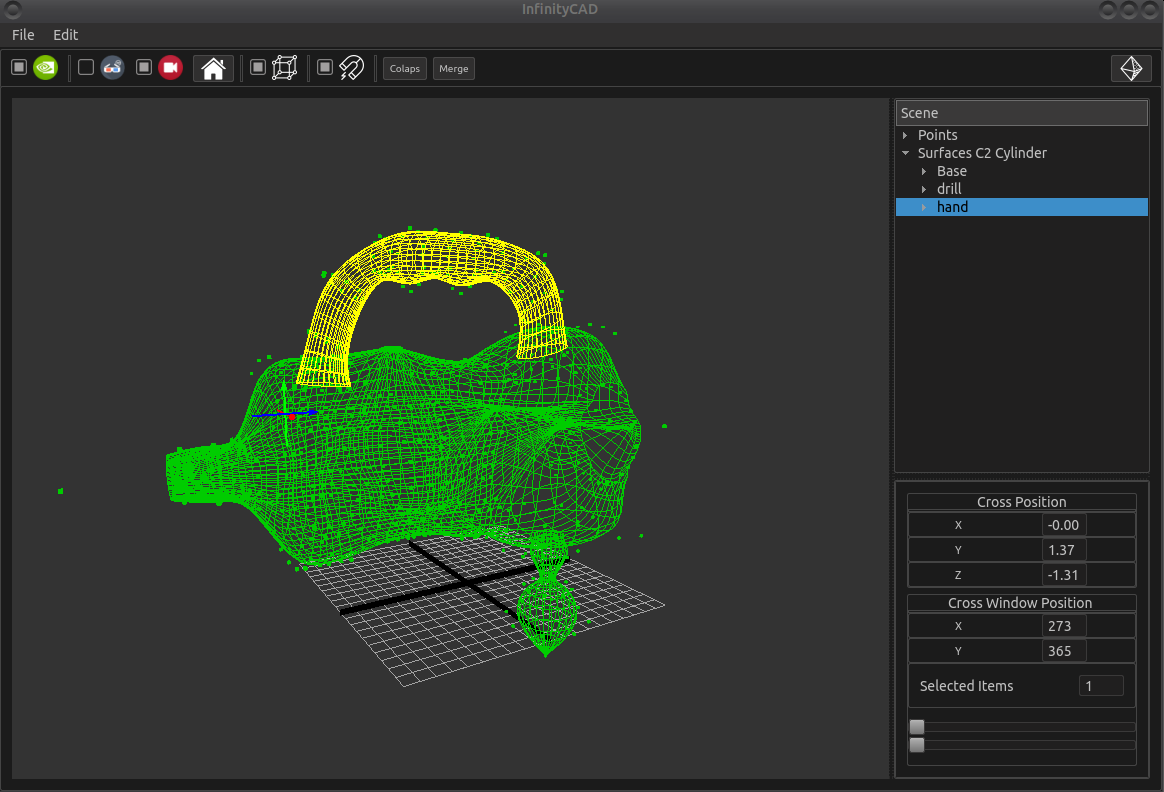 InfinityCAD
File Edit
Colaps Merge
Scene
Points
Surfaces C2 Cylinder
Base
drill
hand
Cross Position
X -0.00
Y 1.37
Z -1.31
Cross Window Position
X 273
Y 365
Selected Items 1